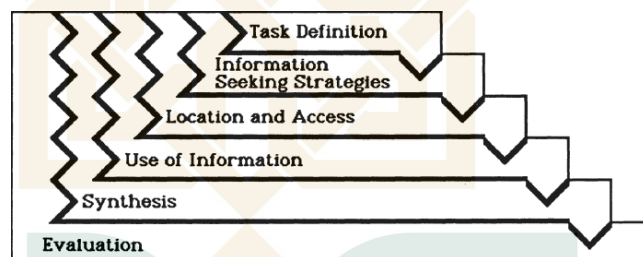 Task Definition
Information
Seeking Strategies
Location and Access
Use of Information
Synthesis
Evaluation